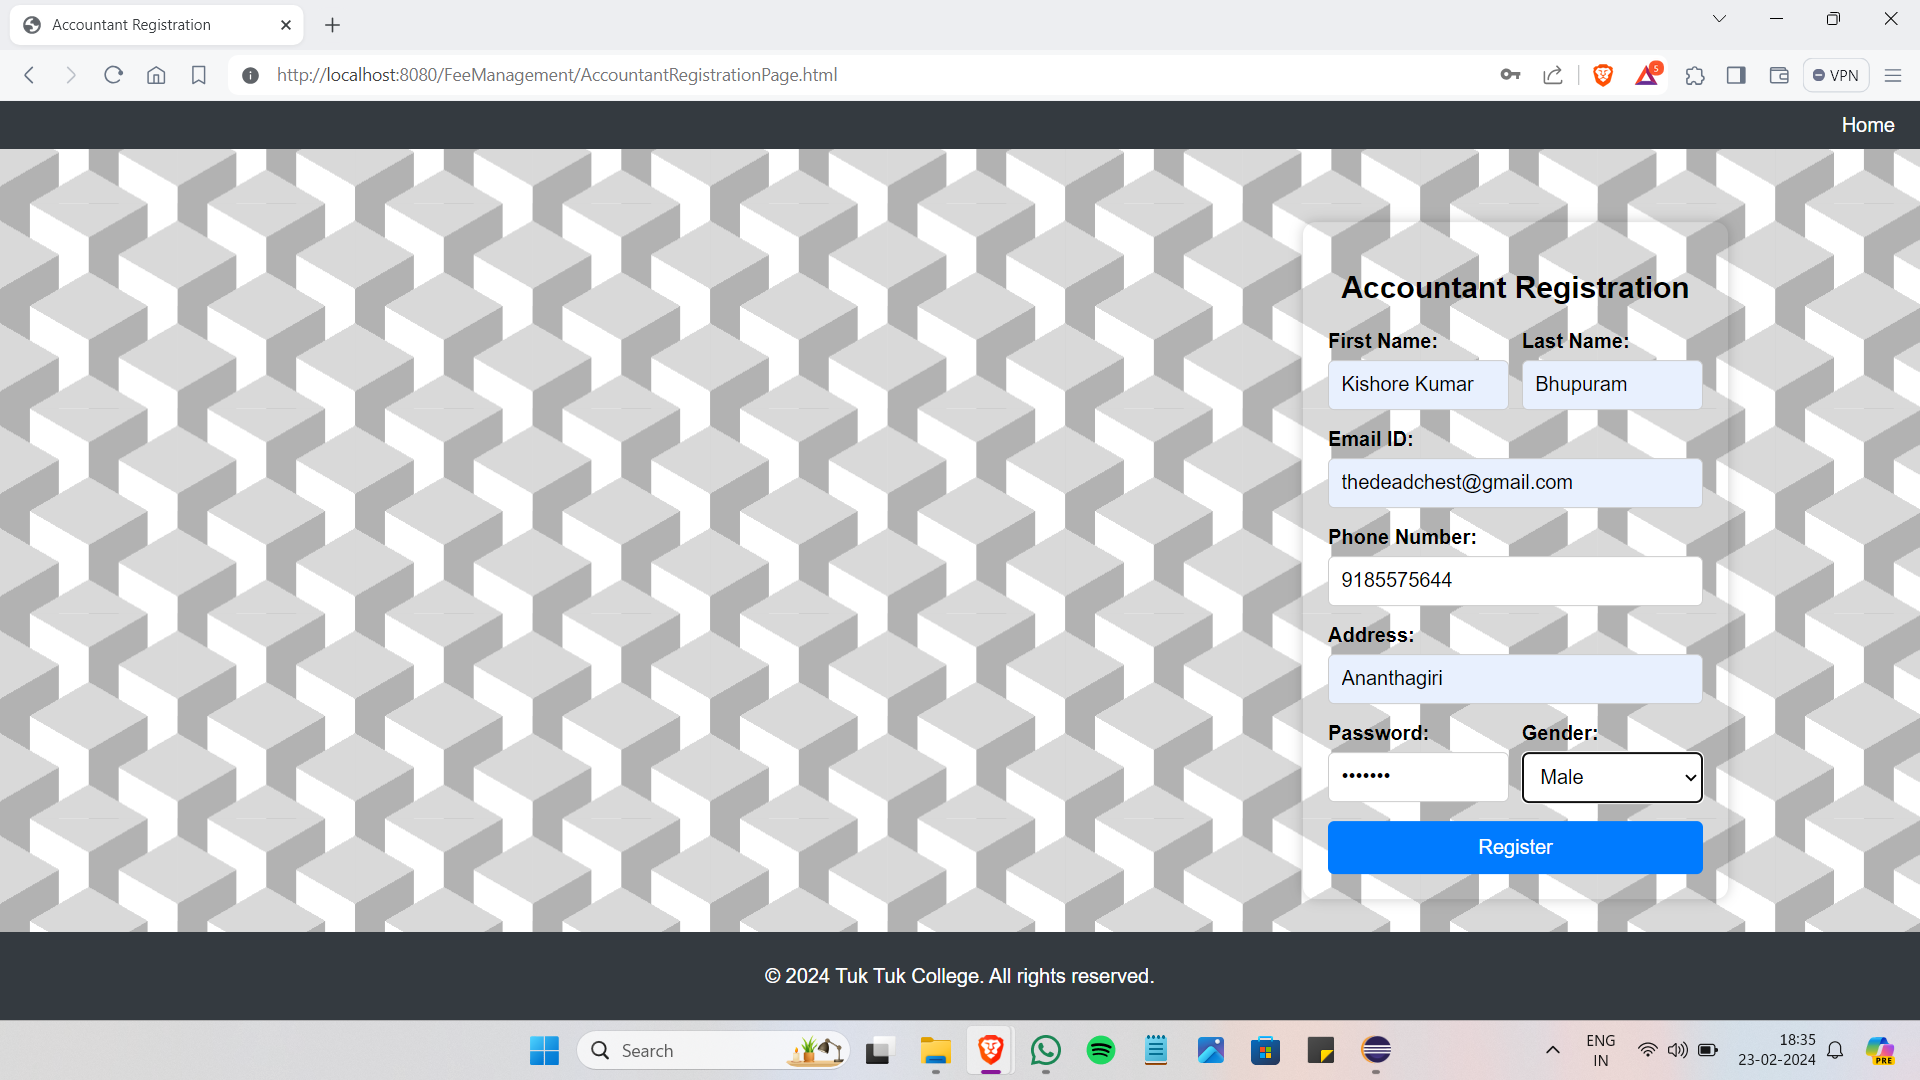 Accountant Registration
http://localhost:8080/FeeManagement/AccountantRegistrationPage.html
5
VPN
Home
Accountant Registration
First Name: Last Name:
Kishore Kumar Bhupuram
Email ID:
thedeadchest@gmail.com
Phone Number:
9185575644
Address:
Ananthagiri
Password: Gender:
••••••• Male
Register
© 2024 Tuk Tuk College. All rights reserved.
Search
ENG
IN
18:35
23-02-2024
PRE